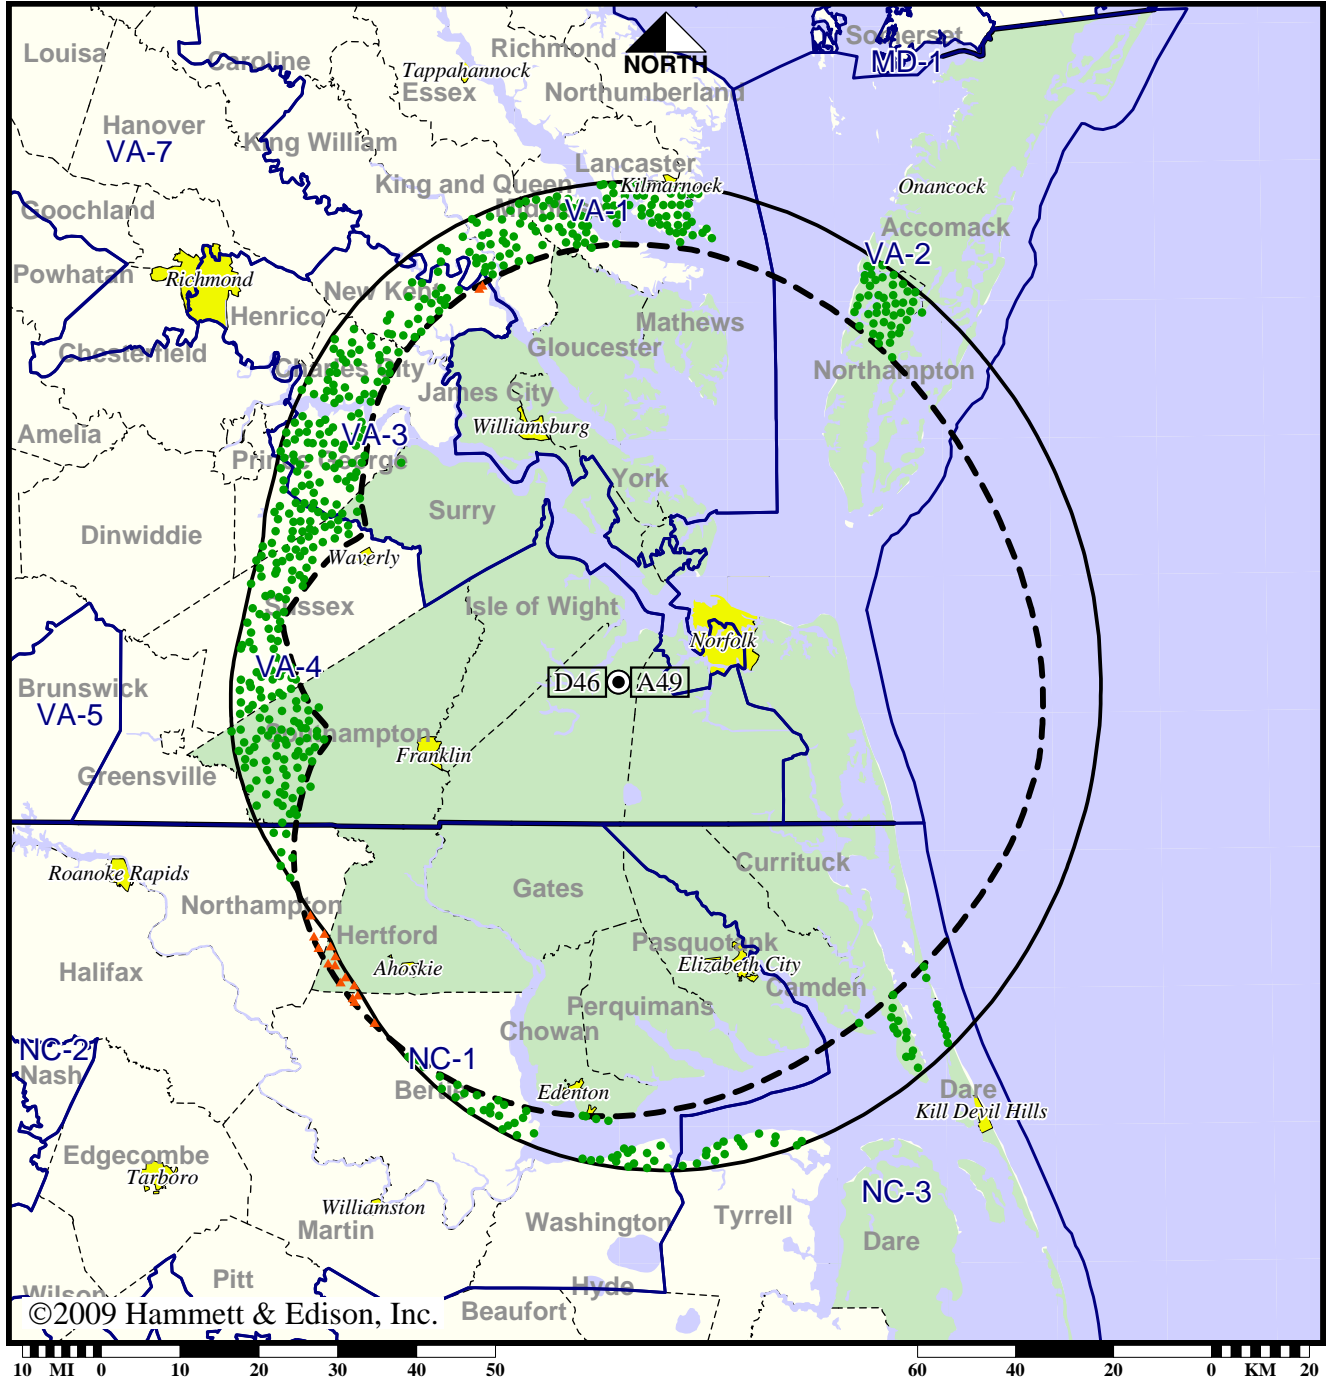 Somerset
Louisa
Richmond
Caroline
NORTH
MD-1
Tappahannock
Essex
Northumberland
Hanover
VA-7
King William
Lancaster
King and Queen
Kilmarnock
Onancock
Goochland
VA-1
Accomack
VA-2
Powhatan
Richmond
New Kent
Henrico
Mathews
Chesterfield
Gloucester
Charles City
Northampton
James City
Amelia
VA-3
Williamsburg
Prince George
York
Surry
Dinwiddie
Waverly
Sussex
Isle of Wight
Norfolk
VA-4
D46
A49
Brunswick
VA-5
Southampton
Franklin
Greensville
Currituck
Roanoke Rapids
Gates
Northampton
Hertford
Pasquotank
Halifax
Ahoskie
Elizabeth City
Camden
Perquimans
Chowan
NC-2
NC-1
Nash
Bertie
Edenton
Dare
Kill Devil Hills
Edgecombe
Tarboro
NC-3
Williamston
Washington
Tyrrell
Martin
Dare
Pitt
Hyde
Wilson
Beaufort
©2009 Hammett & Edison, Inc.
10 MI 0 10 20 30 40 50
60 40 20 0 KM 20